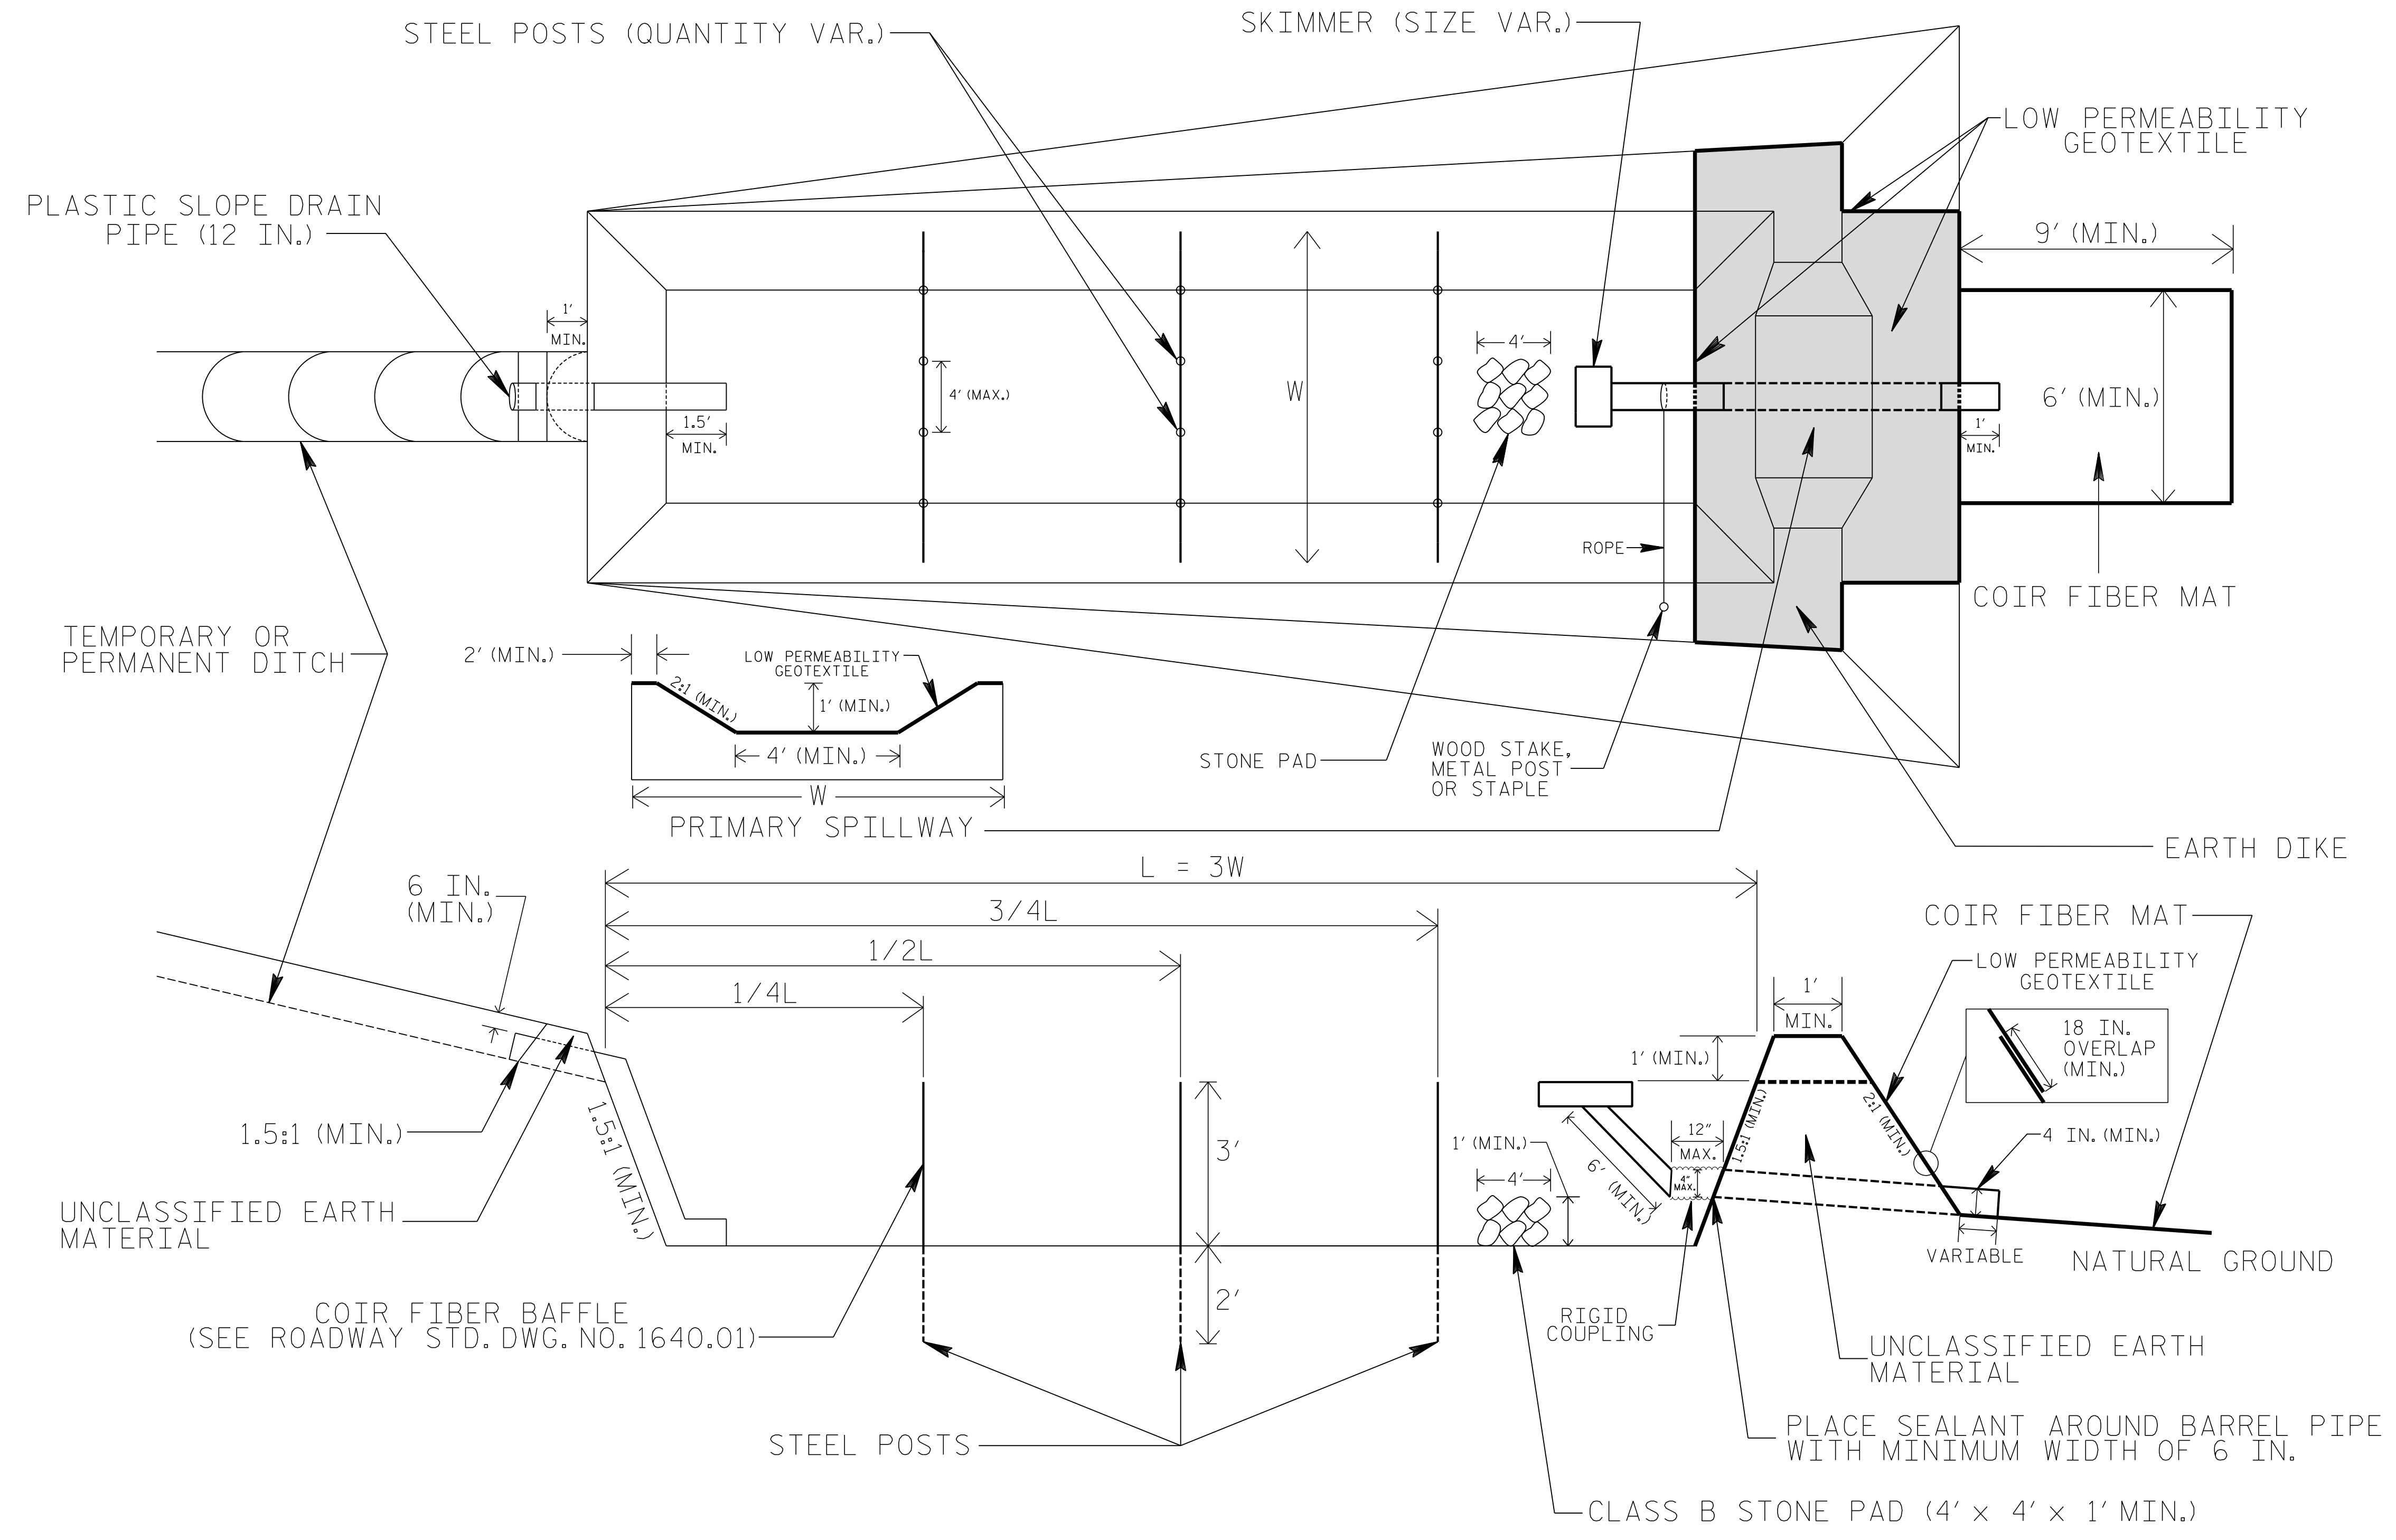 STEEL POSTS (QUANTITY VAR.)
SKIMMER (SIZE VAR.)
LOW PERMEABILITY
GEOTEXTILE
PLASTIC SLOPE DRAIN
PIPE (12 IN.)
9' (MIN.)
1'
MIN.
4'
4' (MAX.)
W
6' (MIN.)
1.5'
MIN.
1'
MIN.
ROPE
COIR FIBER MAT
TEMPORARY OR
PERMANENT DITCH
2' (MIN.)
LOW PERMEABILITY
GEOTEXTILE
2:1 (MIN.)
1' (MIN.)
4' (MIN.)
W
PRIMARY SPILLWAY
STONE PAD
WOOD STAKE,
METAL POST
OR STAPLE
EARTH DIKE
L = 3W
6 IN.
(MIN.)
3/4L
COIR FIBER MAT
1/2L
LOW PERMEABILITY
GEOTEXTILE
1/4L
1'
MIN.
18 IN.
OVERLAP
(MIN.)
1' (MIN.)
1.5:1 (MIN.)
1.5:1 (MIN.)
3'
1' (MIN.)
4'
6' (MIN.)
12"
MAX.
4"
MAX.
1.5:1 (MIN.)
2:1 (MIN.)
4 IN. (MIN.)
UNCLASSIFIED EARTH
MATERIAL
VARIABLE
NATURAL GROUND
2'
COIR FIBER BAFFLE
(SEE ROADWAY STD. DWG. NO. 1640.01)
RIGID
COUPLING
UNCLASSIFIED EARTH
MATERIAL
STEEL POSTS
PLACE SEALANT AROUND BARREL PIPE
WITH MINIMUM WIDTH OF 6 IN.
CLASS B STONE PAD (4' x 4' x 1' MIN.)